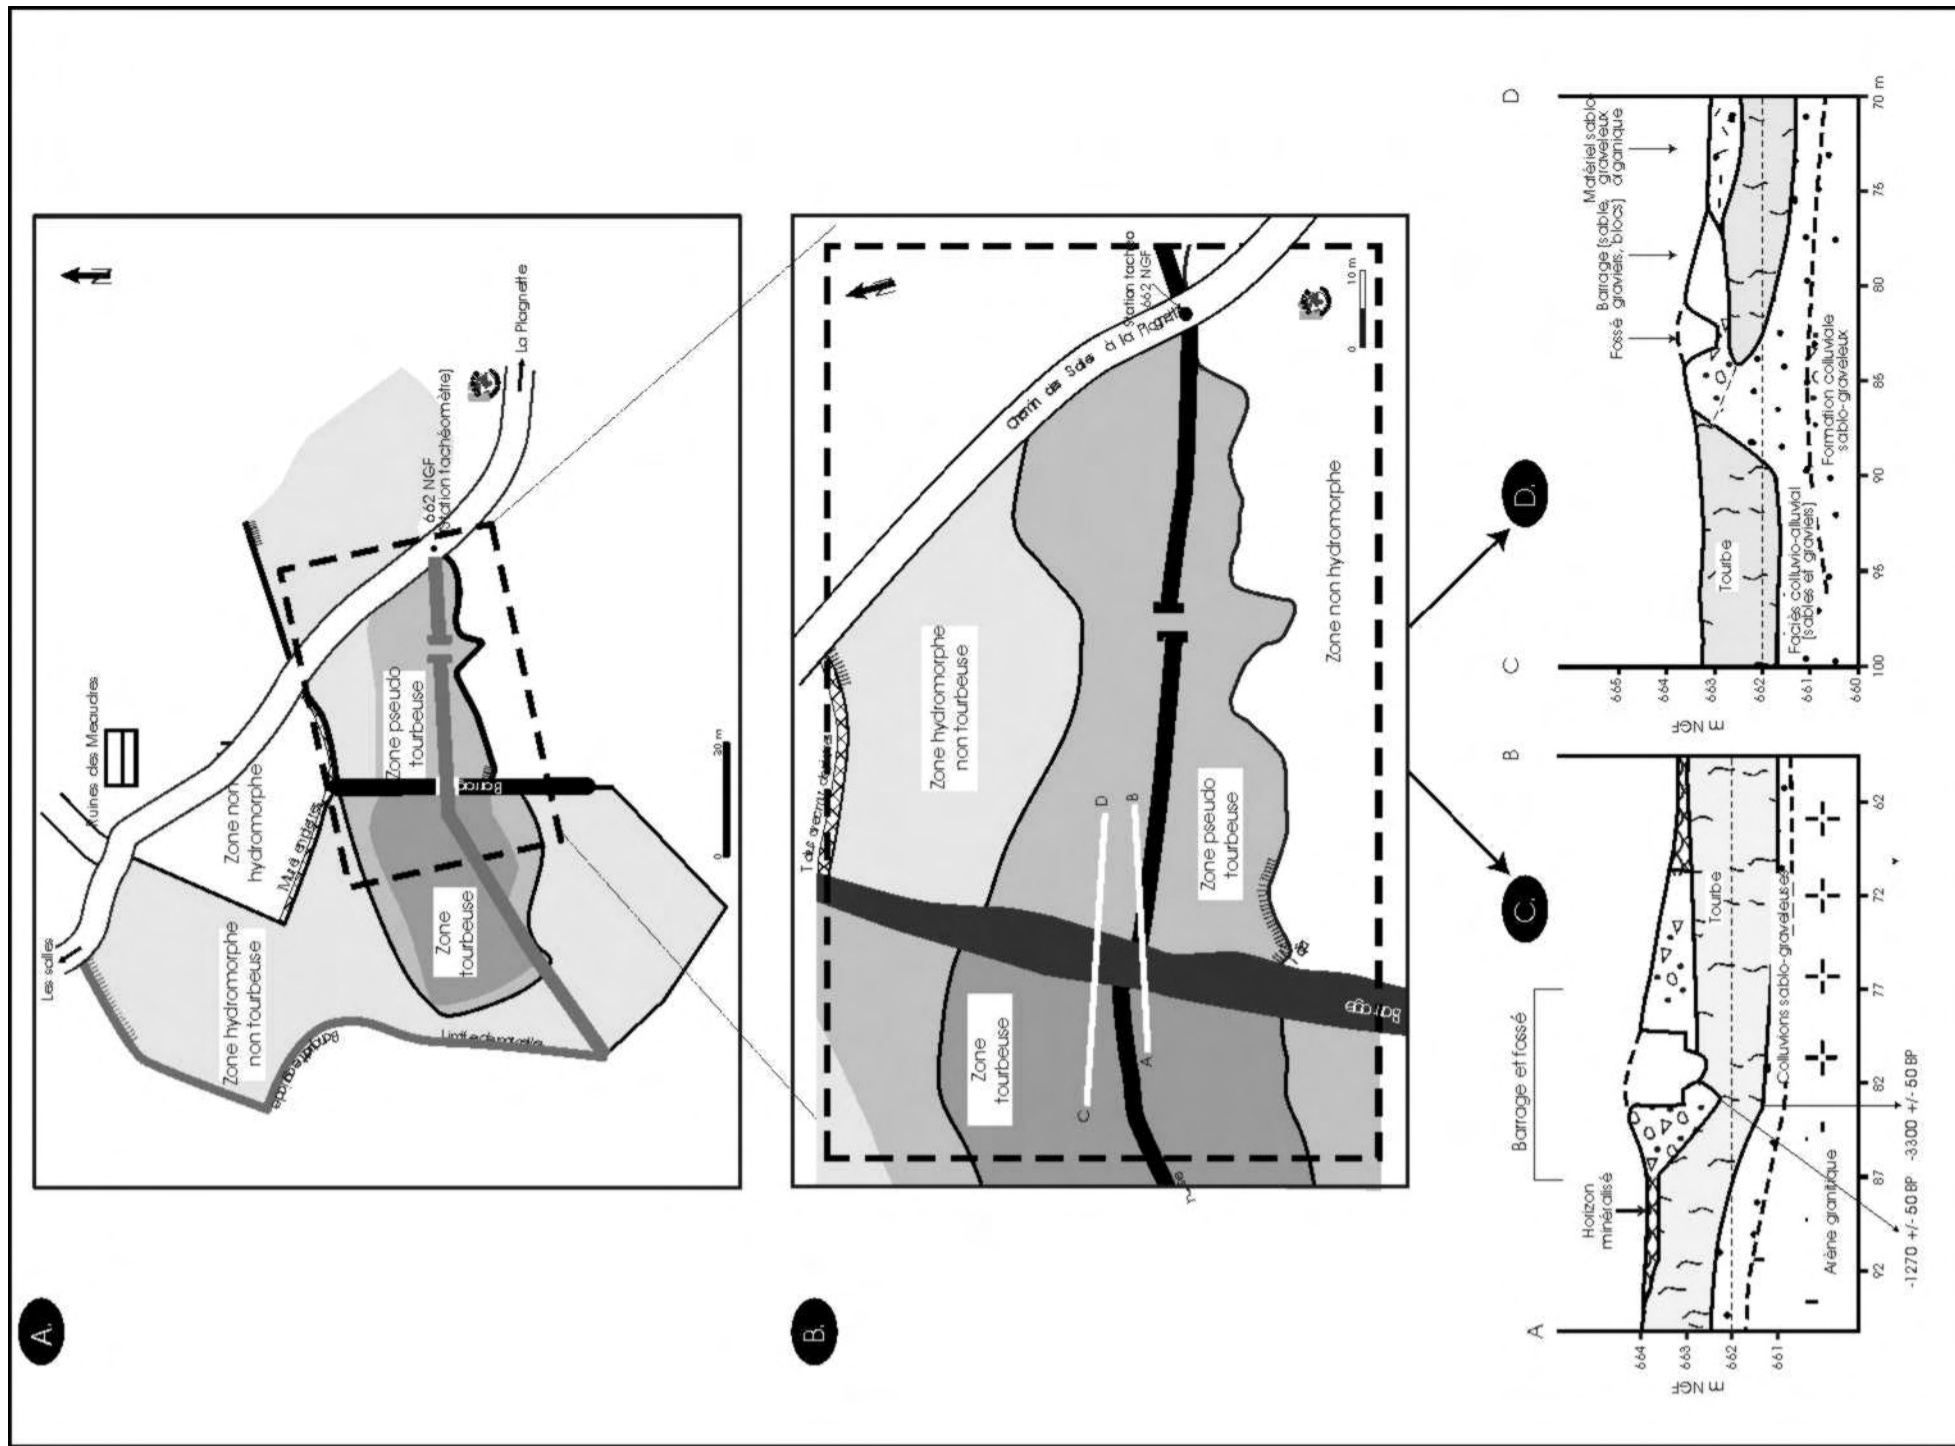 A.
N
Les salles
Ruines des Meaudres
La Plagnette
662 NGF
(station tachéomètre)
Zone non
hydromorphe
Zone hydromorphe
non tourbeuse
Zone pseudo
tourbeuse
Zone
tourbeuse
Barrage
0
30 m
B.
N
Chemin des Salles à la Plagnette
Station tachéo
662 NGF
0
10 m
Zone hydromorphe
non tourbeuse
Zone non hydromorphe
Zone pseudo
tourbeuse
Zone
tourbeuse
Barrage
A
B
C
D
C.
A
B
m NGF
664
663
662
661
Horizon
minéralisé
Barrage et fossé
Tourbe
Colluvions sablo-graveleuses
Arène granitique
92
87
82
77
72
62
-1270 +/- 50 BP
-3300 +/- 50 BP
D.
C
D
m NGF
665
664
663
662
661
660
Fossé
Barrage (sable,
graviers, blocs)
Matériel sablo-
graveleux
organique
Tourbe
Faciès colluvio-alluvial
(sables et graviers)
Formation colluviale
sablo-graveleux
100
95
90
86
80
75
70 m